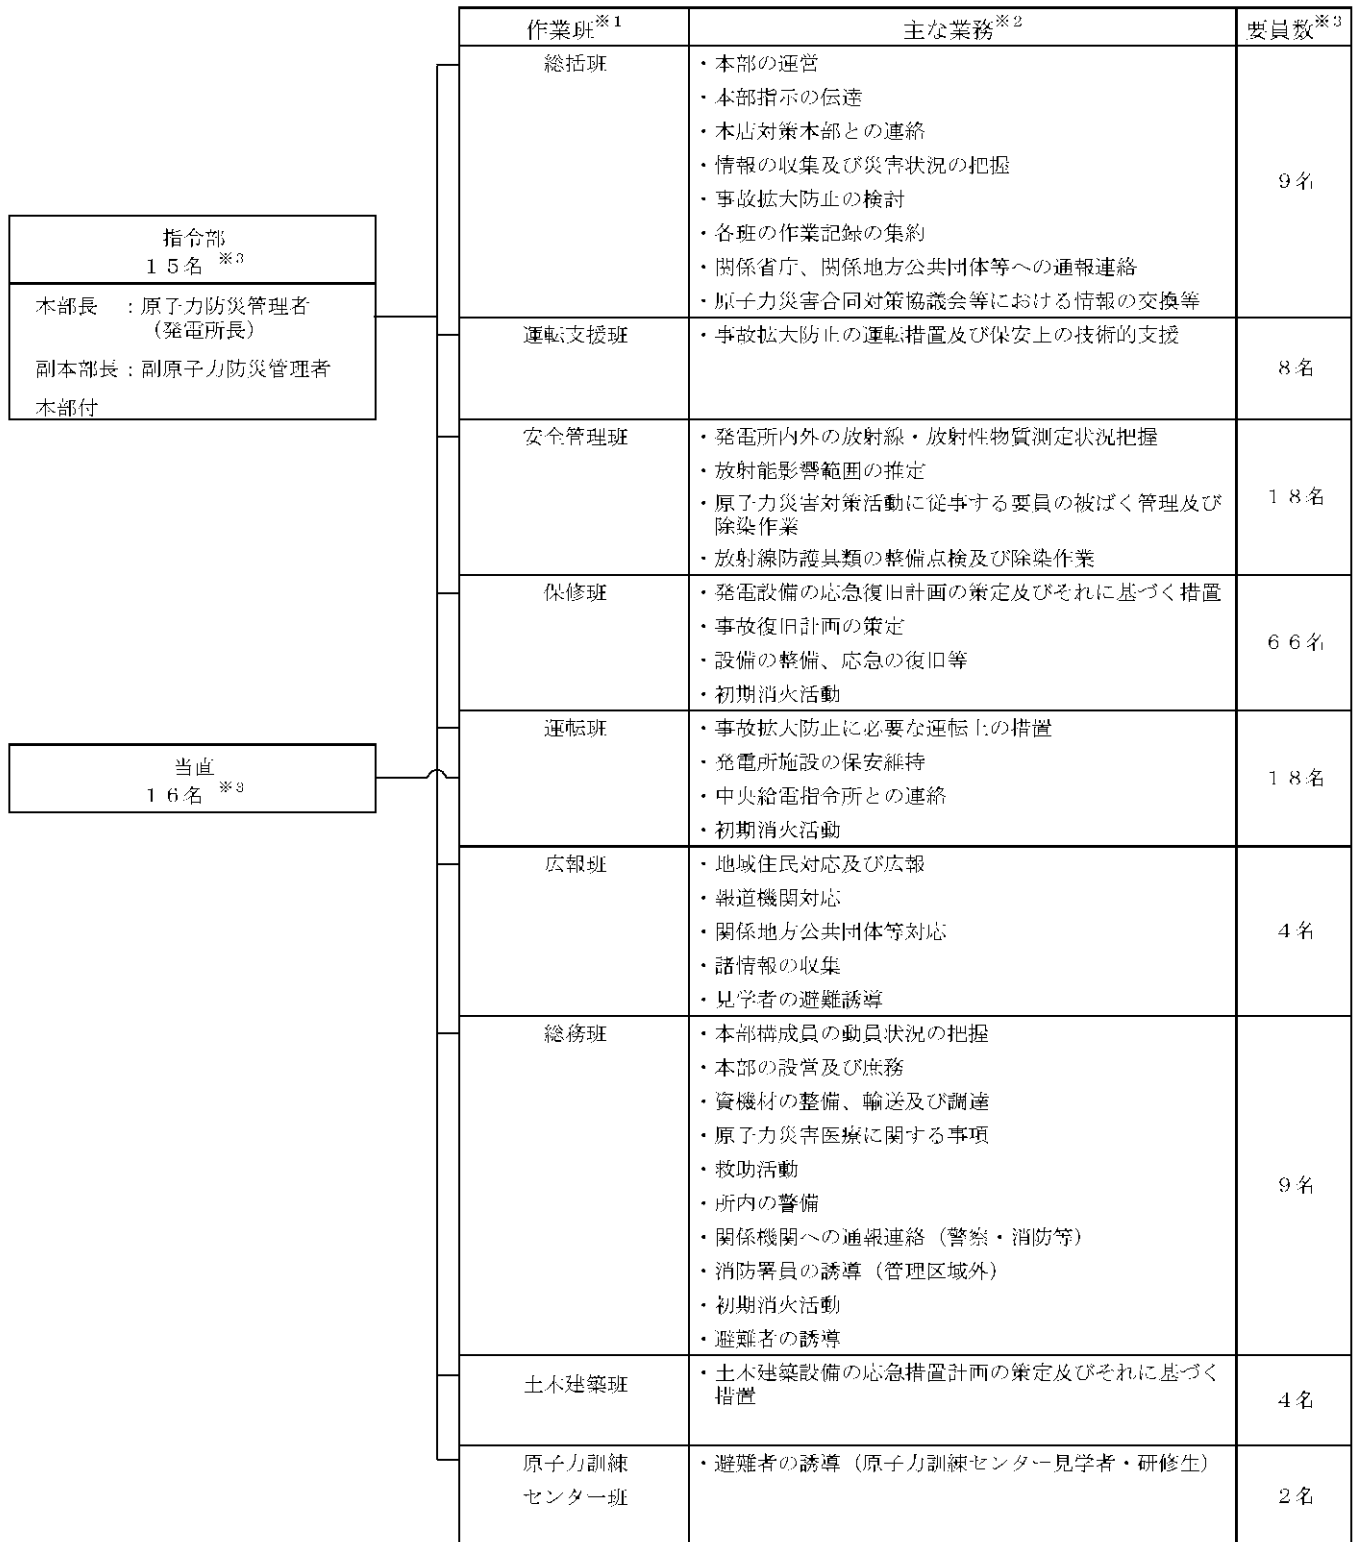 作業班※1 主な業務※2 要員数※3
総括班
・本部の運営
・本部指示の伝達
・本店対策本部との連絡
・情報の収集及び災害状況の把握
・事故拡大防止の検討
・各班の作業記録の集約
・関係省庁、関係地方公共団体等への通報連絡
・原子力災害合同対策協議会等における情報の交換等
9名
指令部
15名 ※3
本部長 :原子力防災管理者
(発電所長)
副本部長:副原子力防災管理者
本部付
運転支援班
・事故拡大防止の運転措置及び保安上の技術的支援
8名
安全管理班
・発電所内外の放射線・放射性物質測定状況把握
・放射能影響範囲の推定
・原子力災害対策活動に従事する要員の被ばく管理及び
除染作業
・放射線防護具類の整備点検及び除染作業
18名
保修班
・発電設備の応急復旧計画の策定及びそれに基づく措置
・事故復旧計画の策定
・設備の整備、応急の復旧等
・初期消火活動
66名
当直
16名 ※3
運転班
・事故拡大防止に必要な運転上の措置
・発電所施設の保安維持
・中央給電指令所との連絡
・初期消火活動
18名
広報班
・地域住民対応及び広報
・報道機関対応
・関係地方公共団体等対応
・諸情報の収集
・見学者の避難誘導
4名
総務班
・本部構成員の動員状況の把握
・本部の設営及び庶務
・資機材の整備、輸送及び調達
・原子力災害医療に関する事項
・救助活動
・所内の警備
・関係機関への通報連絡(警察・消防等)
・消防署員の誘導(管理区域外)
・初期消火活動
・避難者の誘導
9名
土木建築班
・土木建築設備の応急措置計画の策定及びそれに基づく
措置
4名
原子力訓練
センター班
・避難者の誘導(原子力訓練センター見学者・研修生)
2名